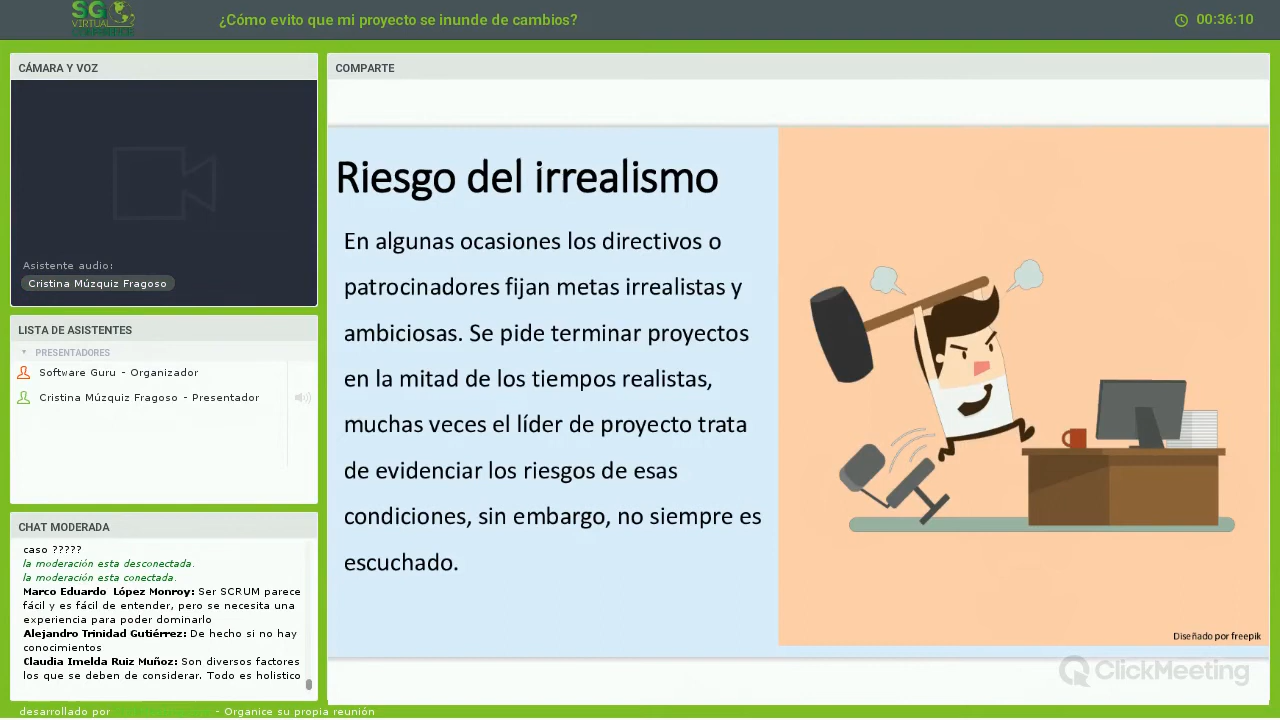 SG
VIRTUAL
CONFERENCE
¿Cómo evito que mi proyecto se inunde de cambios?
00:36:10
CÁMARA Y VOZ
Asistente audio:
Cristina Múzquiz Fragoso
LISTA DE ASISTENTES
PRESENTADORES
Software Guru - Organizador
Cristina Múzquiz Fragoso - Presentador
CHAT MODERADA
caso ?????
la moderación esta desconectada.
la moderación esta conectada.
Marco Eduardo López Monroy: Ser SCRUM parece
fácil y es fácil de entender, pero se necesita una
experiencia para poder dominarlo
Alejandro Trinidad Gutiérrez: De hecho si no hay
conocimientos
Claudia Imelda Ruiz Muñoz: Son diversos factores
los que se deben de considerar. Todo es holistico
COMPARTE
Riesgo del irrealismo
En algunas ocasiones los directivos o
patrocinadores fijan metas irrealistas y
ambiciosas. Se pide terminar proyectos
en la mitad de los tiempos realistas,
muchas veces el líder de proyecto trata
de evidenciar los riesgos de esas
condiciones, sin embargo, no siempre es
escuchado.
Diseñado por freepik
ClickMeeting
desarrollado por - Organice su propia reunión